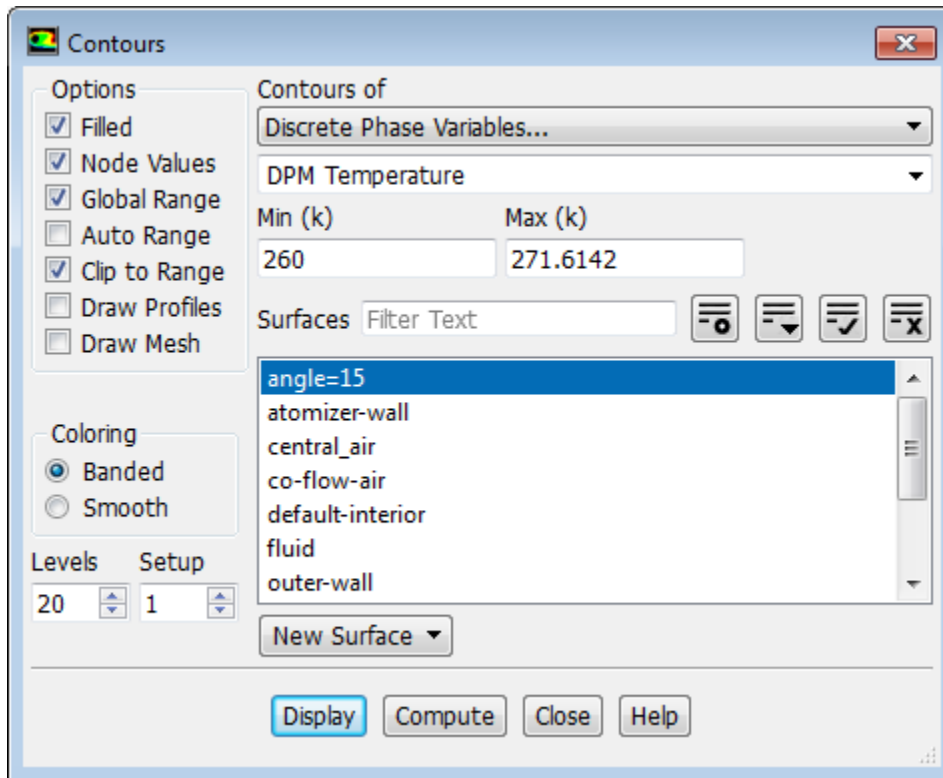 Contours
Options
Filled
Node Values
Global Range
Auto Range
Clip to Range
Draw Profiles
Draw Mesh
Coloring
Banded
Smooth
Levels Setup
20 1
Contours of
Discrete Phase Variables...
DPM Temperature
Min (k) Max (k)
260 271.6142
Surfaces Filter Text
angle=15
atomizer-wall
central_air
co-flow-air
default-interior
fluid
outer-wall
New Surface
Display Compute Close Help